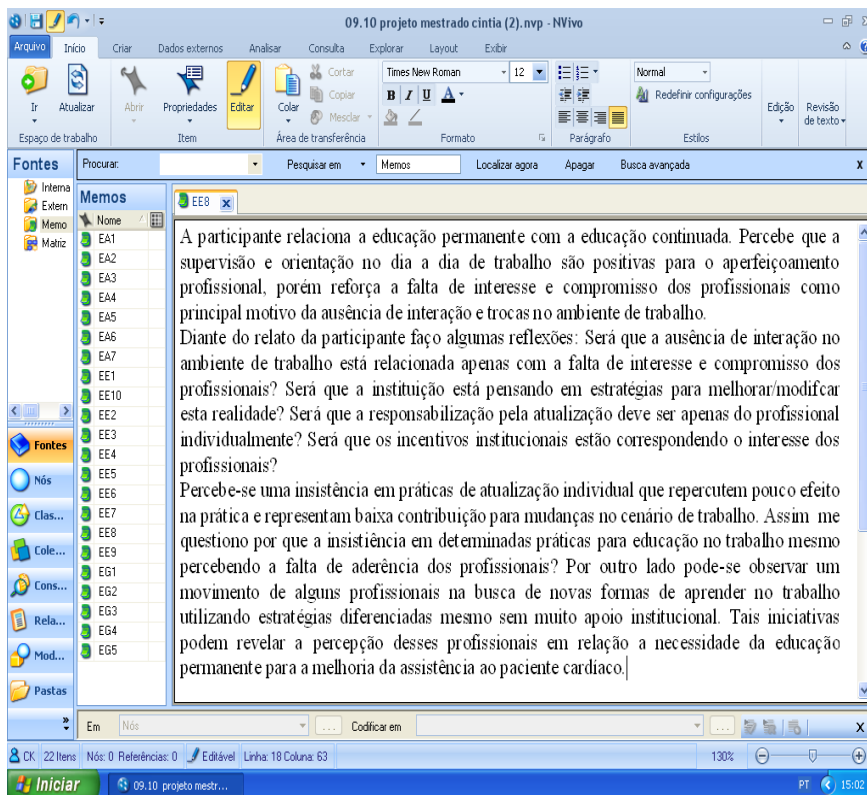 09.10 projeto mestrado cintia (2).nvp - NVivo
Arquivo Início Criar Dados externos Analisar Consulta Explorar Layout Exibir
Ir Atualizar Abrir Propriedades Editar Colar Cortar Copiar Mesclar
Times New Roman 12 Normal
B I U A Redefinir configurações
Edição Revisão de texto
Espaço de trabalho Item Área de transferência Formato Parágrafo Estilos
Fontes Procurar: Pesquisar em Memos Localizar agora Apagar Busca avançada X
Interna
Extern
Memo
Matriz
Memos
Nome
EA1
EA2
EA3
EA4
EA5
EA6
EA7
EE1
EE10
EE2
EE3
EE4
EE5
EE6
EE7
EE8
EE9
EG1
EG2
EG3
EG4
EG5
Fontes
Nós
Clas...
Cole...
Cons...
Rela...
Mod...
Pastas
EE8 x
A participante relaciona a educação permanente com a educação continuada. Percebe que a
supervisão e orientação no dia a dia de trabalho são positivas para o aperfeiçoamento
profissional, porém reforça a falta de interesse e compromisso dos profissionais como
principal motivo da ausência de interação e trocas no ambiente de trabalho.
Diante do relato da participante faço algumas reflexões: Será que a ausência de interação no
ambiente de trabalho está relacionada apenas com a falta de interesse e compromisso dos
profissionais? Será que a instituição está pensando em estratégias para melhorar/modifcar
esta realidade? Será que a responsabilização pela atualização deve ser apenas do profissional
individualmente? Será que os incentivos institucionais estão correspondendo o interesse dos
profissionais?
Percebe-se uma insistência em práticas de atualização individual que repercutem pouco efeito
na prática e representam baixa contribuição para mudanças no cenário de trabalho. Assim me
questiono por que a insistiência em determinadas práticas para educação no trabalho mesmo
percebendo a falta de aderência dos profissionais? Por outro lado pode-se observar um
movimento de alguns profissionais na busca de novas formas de aprender no trabalho
utilizando estratégias diferenciadas mesmo sem muito apoio institucional. Tais iniciativas
podem revelar a percepção desses profissionais em relação a necessidade da educação
permanente para a melhoria da assistência ao paciente cardíaco.
Em Nós ... Codificar em ... X
CK 22 Itens Nós: 0 Referências: 0 Editável Linha: 18 Coluna: 63 130%
Iniciar 09.10 projeto mestr... PT 15:02